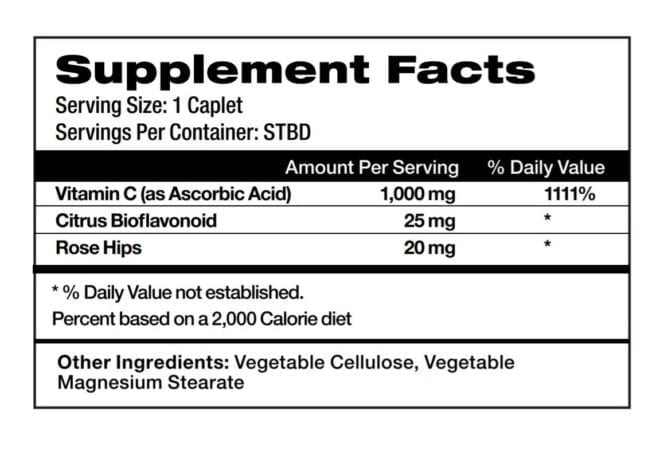 Supplement Facts
Serving Size: 1 Caplet
Servings Per Container: STBD
Amount Per Serving % Daily Value
Vitamin C (as Ascorbic Acid) 1,000 mg 1111%
Citrus Bioflavonoid 25 mg *
Rose Hips 20 mg *
* % Daily Value not established.
Percent based on a 2,000 Calorie diet
Other Ingredients: Vegetable Cellulose, Vegetable
Magnesium Stearate